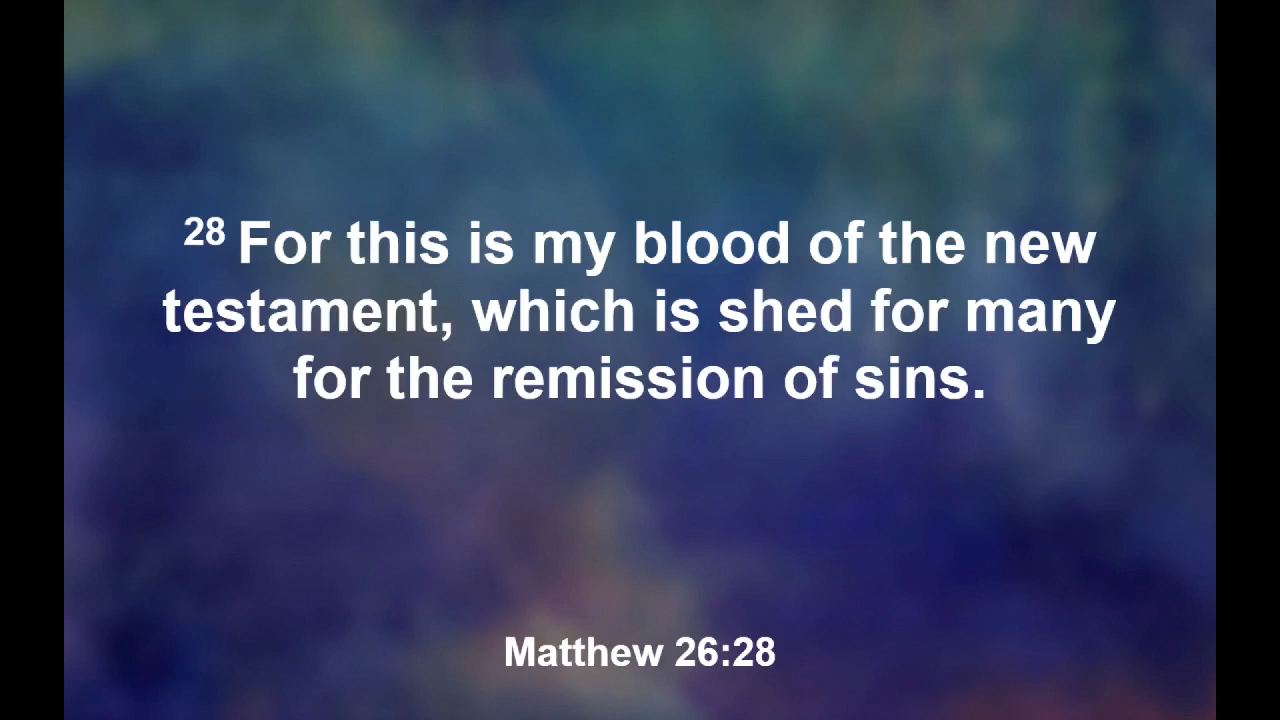 28 For this is my blood of the new
testament, which is shed for many
for the remission of sins.
Matthew 26:28